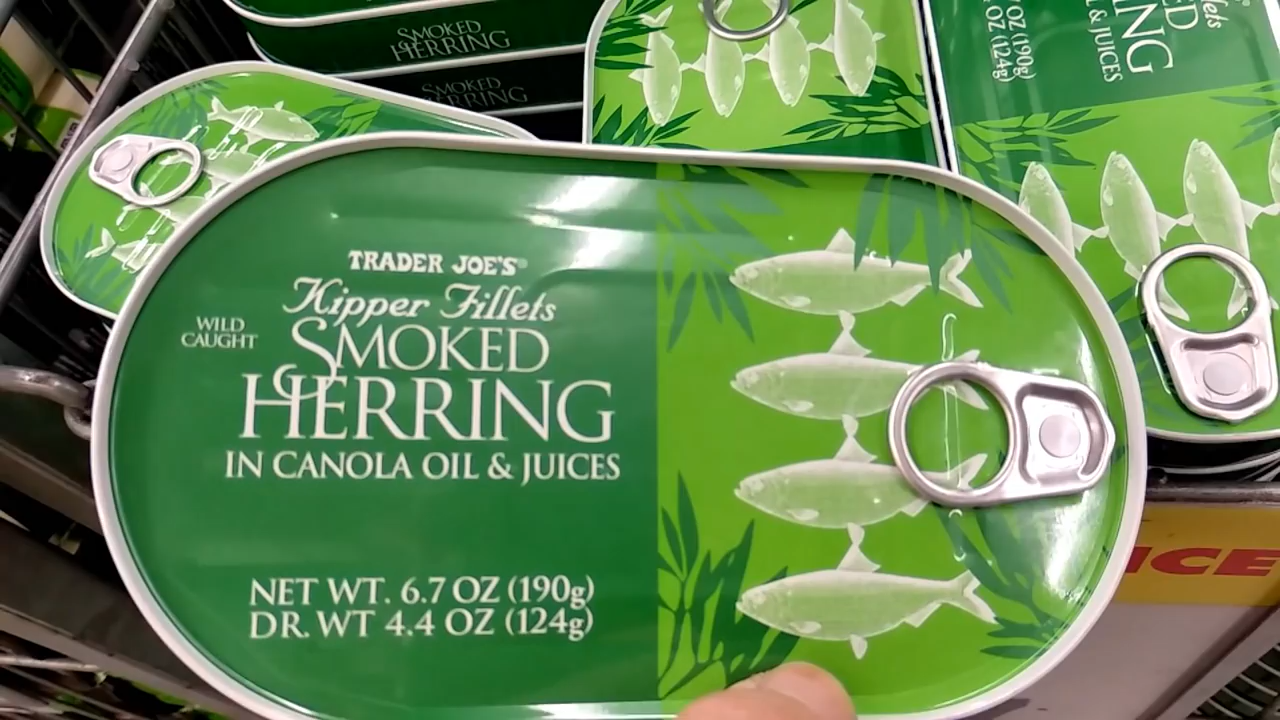 SMOKED
HERRING
SMOKED
HERRING
TRADER JOE'S®
Kipper Fillets
WILD
CAUGHT
SMOKED
HERRING
IN CANOLA OIL & JUICES
NET WT. 6.7 OZ (190g)
DR. WT 4.4 OZ (124g)
& JUICES
OZ (190g)
OZ (124g)
ICE